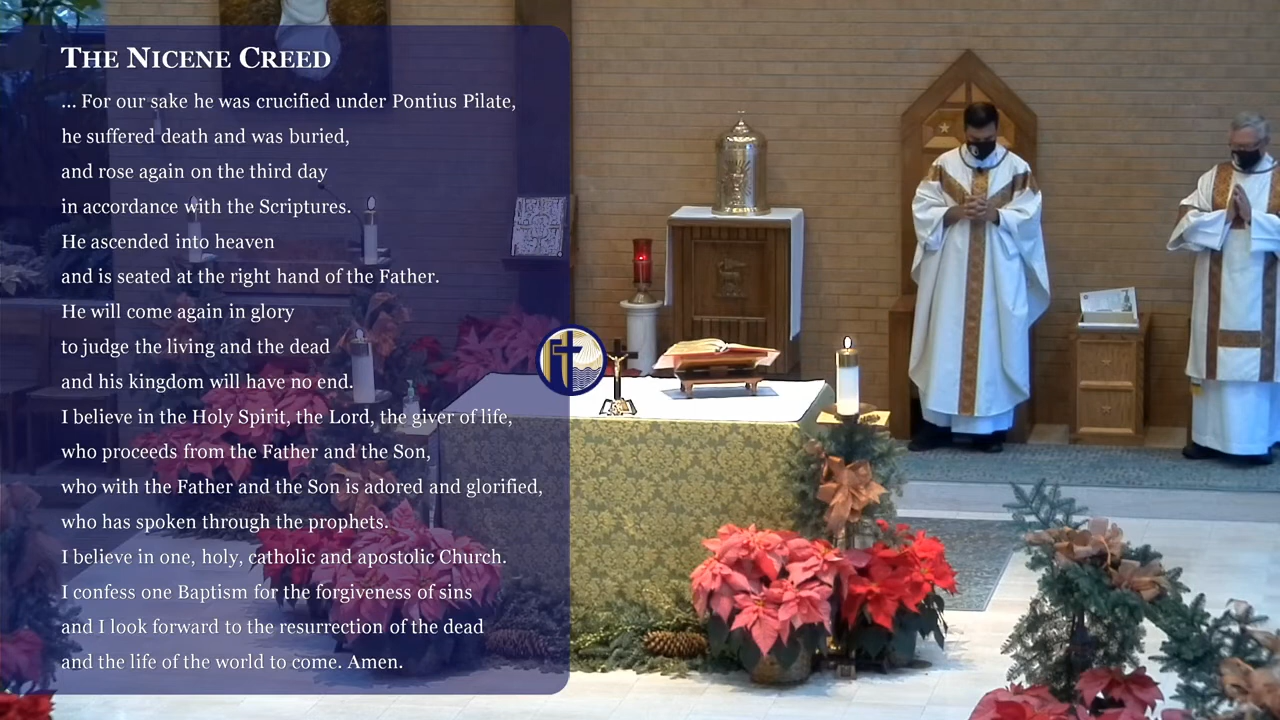 THE NICENE CREED
... For our sake he was crucified under Pontius Pilate,
he suffered death and was buried,
and rose again on the third day
in accordance with the Scriptures.
He ascended into heaven
and is seated at the right hand of the Father.
He will come again in glory
to judge the living and the dead
and his kingdom will have no end.
I believe in the Holy Spirit, the Lord, the giver of life,
who proceeds from the Father and the Son,
who with the Father and the Son is adored and glorified,
who has spoken through the prophets.
I believe in one, holy, catholic and apostolic Church.
I confess one Baptism for the forgiveness of sins
and I look forward to the resurrection of the dead
and the life of the world to come. Amen.